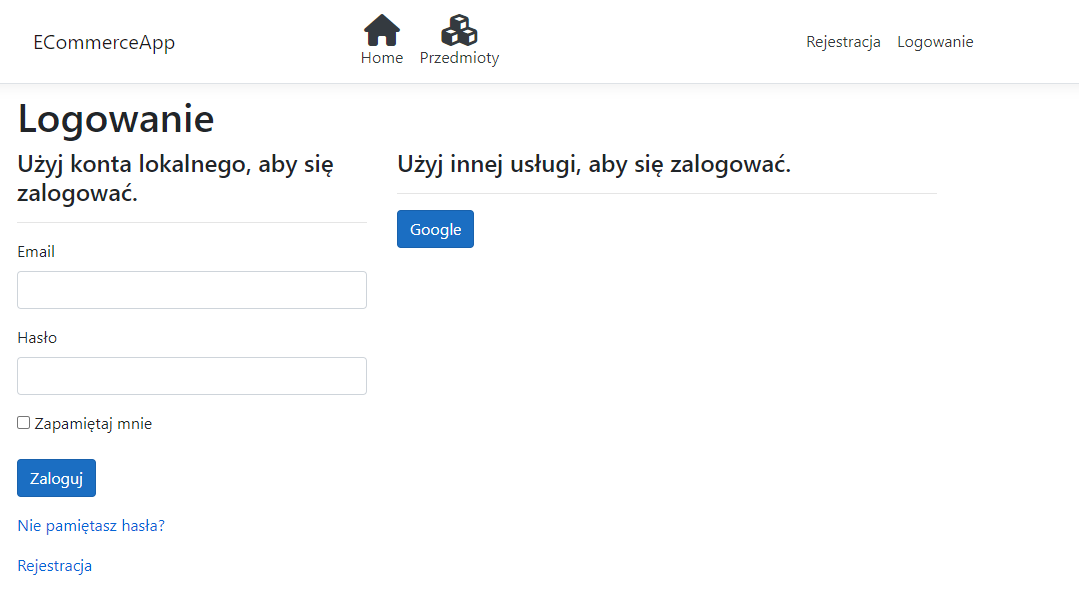 ECommerceApp
Home
Przedmioty
Rejestracja
Logowanie
Logowanie
Użyj konta lokalnego, aby się
zalogować.
Email
Hasło
Zapamiętaj mnie
Zaloguj
Nie pamiętasz hasła?
Rejestracja
Użyj innej usługi, aby się zalogować.
Google